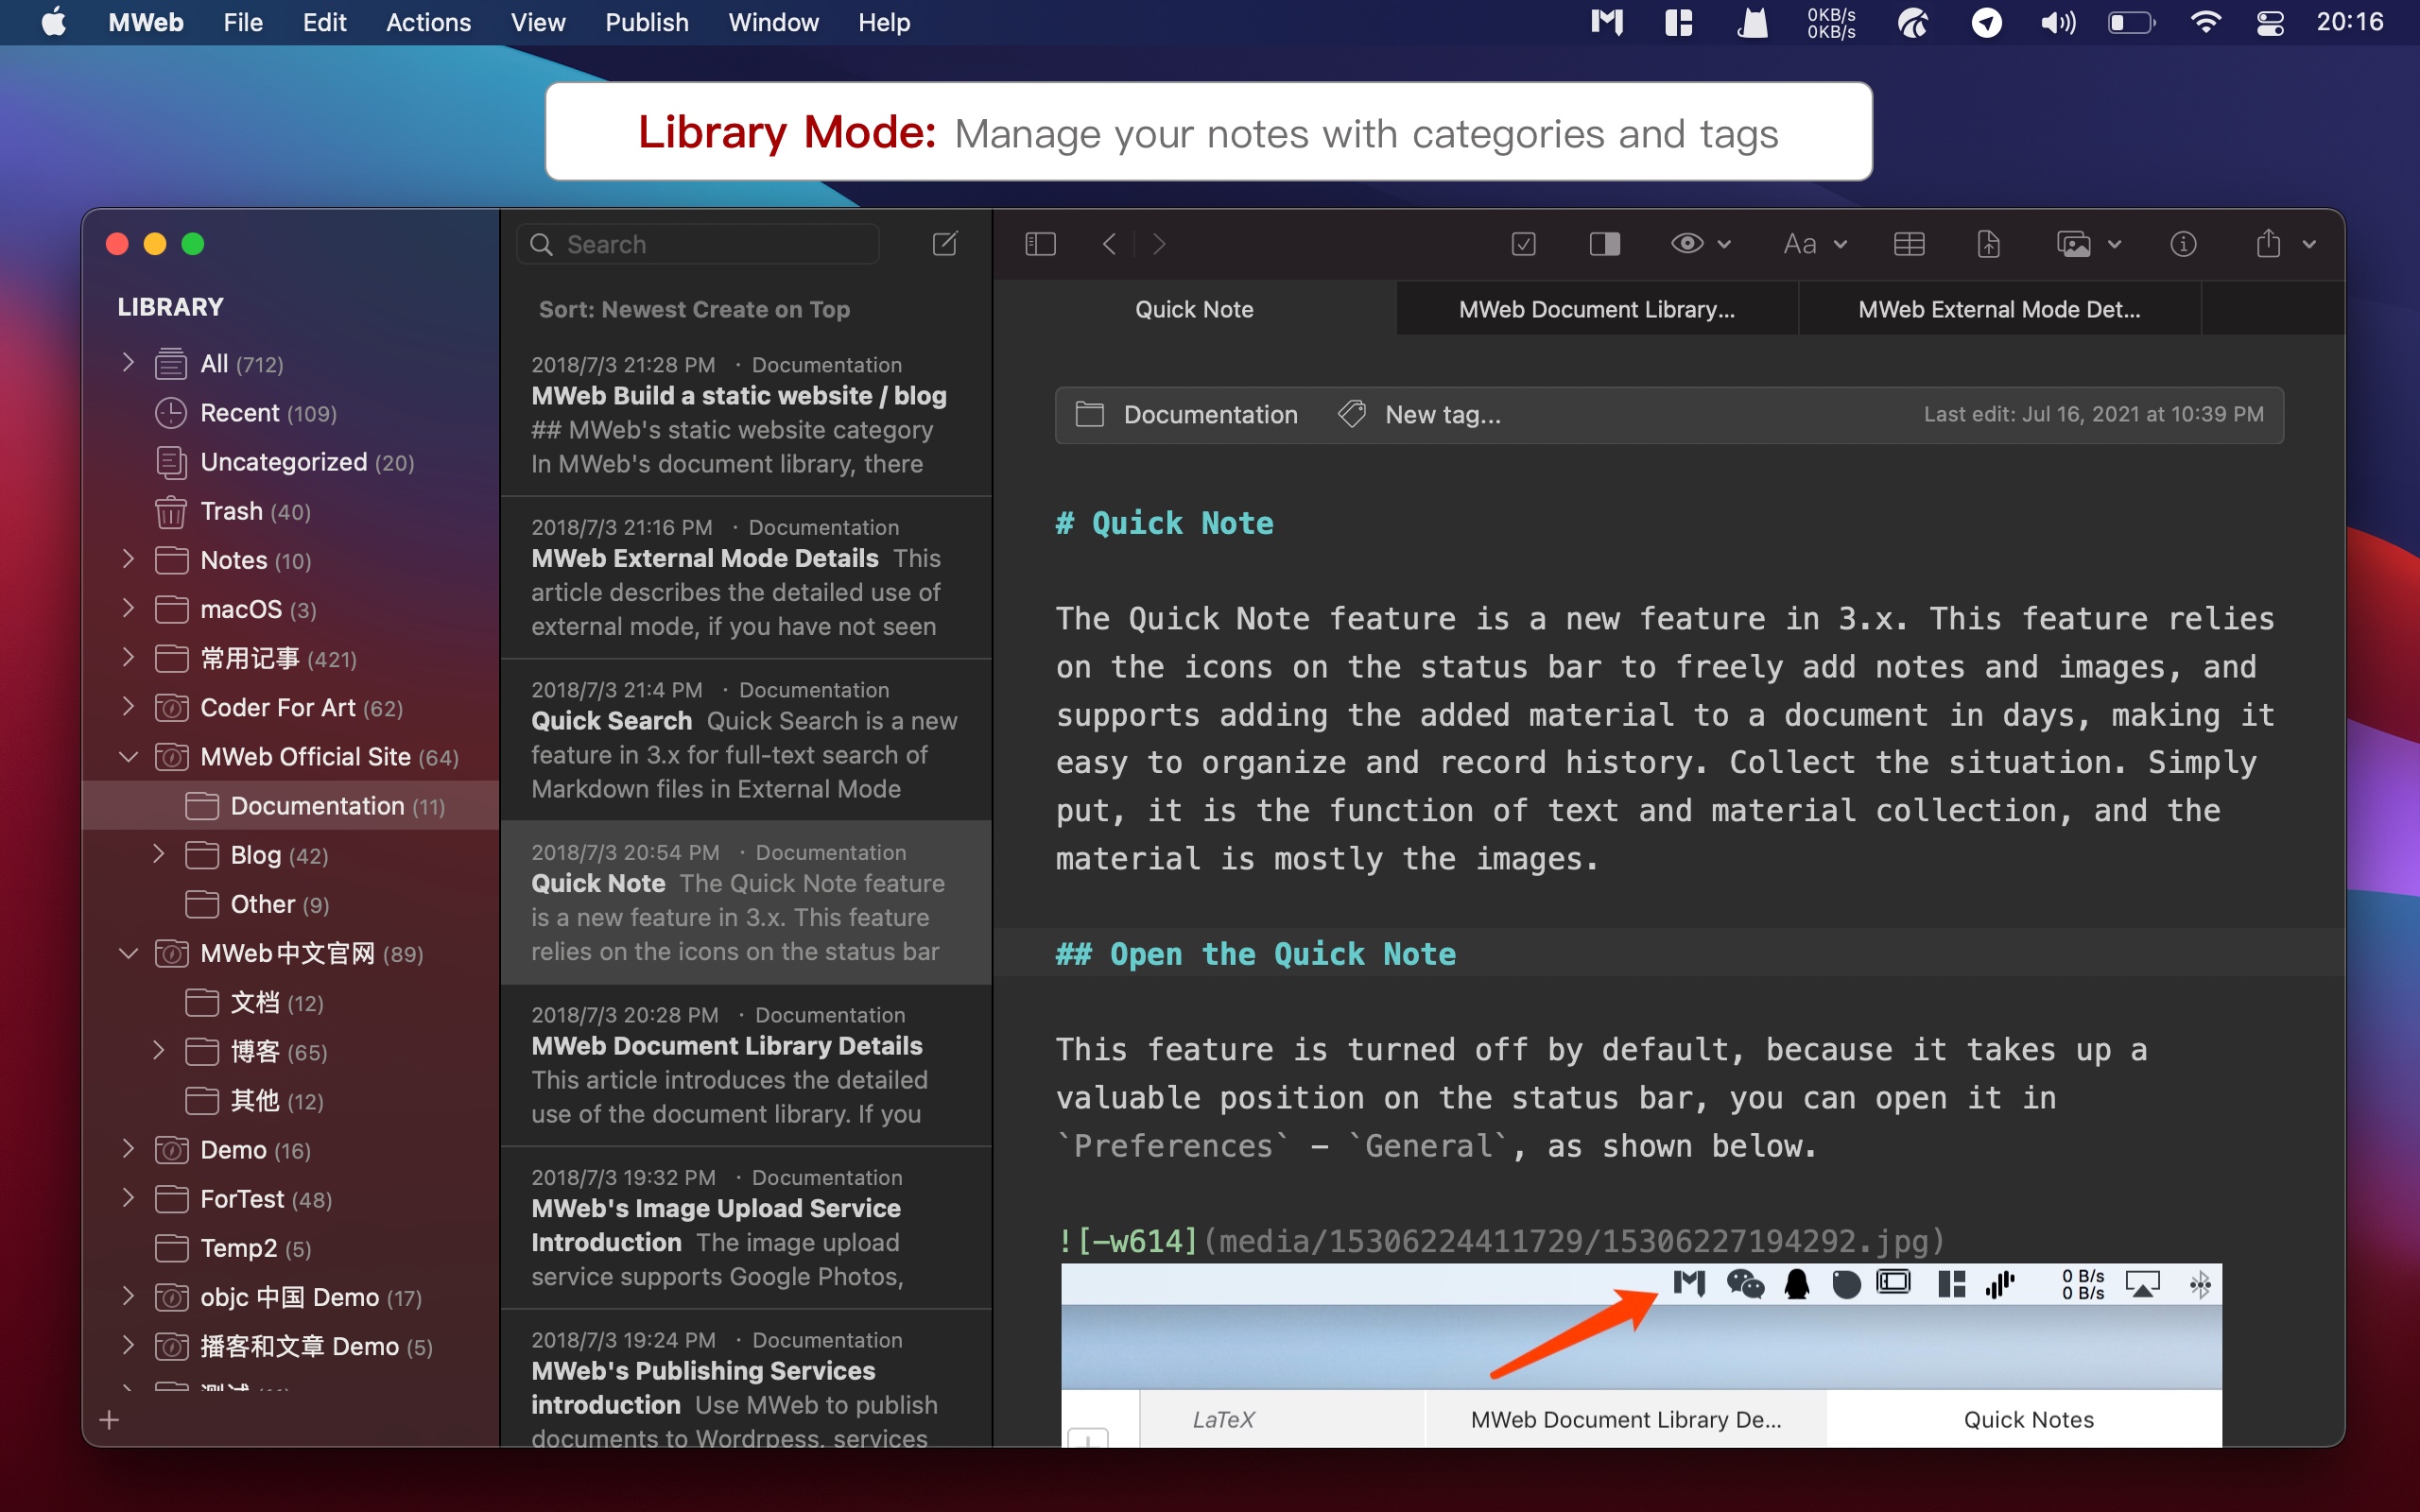 MWeb File Edit Actions View Publish Window Help
0KB/s
0KB/s
20:16
Library Mode: Manage your notes with categories and tags
LIBRARY
All (712)
Recent (109)
Uncategorized (20)
Trash (40)
Notes (10)
macOS (3)
常用记事 (421)
Coder For Art (62)
MWeb Official Site (64)
Documentation (11)
Blog (42)
Other (9)
MWeb中文官网 (89)
文档 (12)
博客 (65)
其他 (12)
Demo (16)
ForTest (48)
Temp2 (5)
objc 中国 Demo (17)
播客和文章 Demo (5)
Search
Sort: Newest Create on Top
2018/7/3 21:28 PM · Documentation
MWeb Build a static website / blog
## MWeb's static website category
In MWeb's document library, there
2018/7/3 21:16 PM · Documentation
MWeb External Mode Details This
article describes the detailed use of
external mode, if you have not seen
2018/7/3 21:4 PM · Documentation
Quick Search Quick Search is a new
feature in 3.x for full-text search of
Markdown files in External Mode
2018/7/3 20:54 PM · Documentation
Quick Note The Quick Note feature
is a new feature in 3.x. This feature
relies on the icons on the status bar
2018/7/3 20:28 PM · Documentation
MWeb Document Library Details
This article introduces the detailed
use of the document library. If you
2018/7/3 19:32 PM · Documentation
MWeb's Image Upload Service
Introduction The image upload
service supports Google Photos,
2018/7/3 19:24 PM · Documentation
MWeb's Publishing Services
introduction Use MWeb to publish
documents to Wordrpess, services
Aa
Quick Note
MWeb Document Library...
MWeb External Mode Det...
Documentation New tag... Last edit: Jul 16, 2021 at 10:39 PM
# Quick Note
The Quick Note feature is a new feature in 3.x. This feature relies
on the icons on the status bar to freely add notes and images, and
supports adding the added material to a document in days, making it
easy to organize and record history. Collect the situation. Simply
put, it is the function of text and material collection, and the
material is mostly the images.
## Open the Quick Note
This feature is turned off by default, because it takes up a
valuable position on the status bar, you can open it in
`Preferences` - `General`, as shown below.
![-w614](media/15306224411729/15306227194292.jpg)
0 B/s
0 B/s
LaTeX
MWeb Document Library De...
Quick Notes